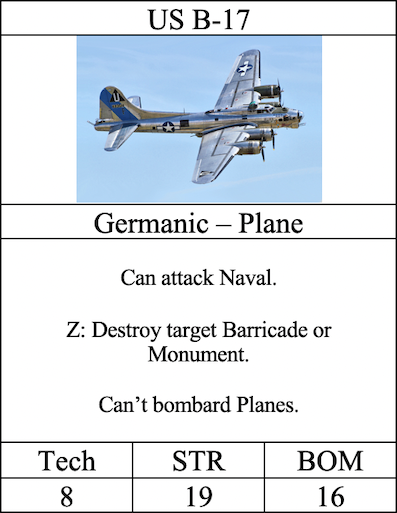 US B-17
Germanic – Plane
Can attack Naval.
Z: Destroy target Barricade or
Monument.
Can’t bombard Planes.
Tech STR BOM
8 19 16